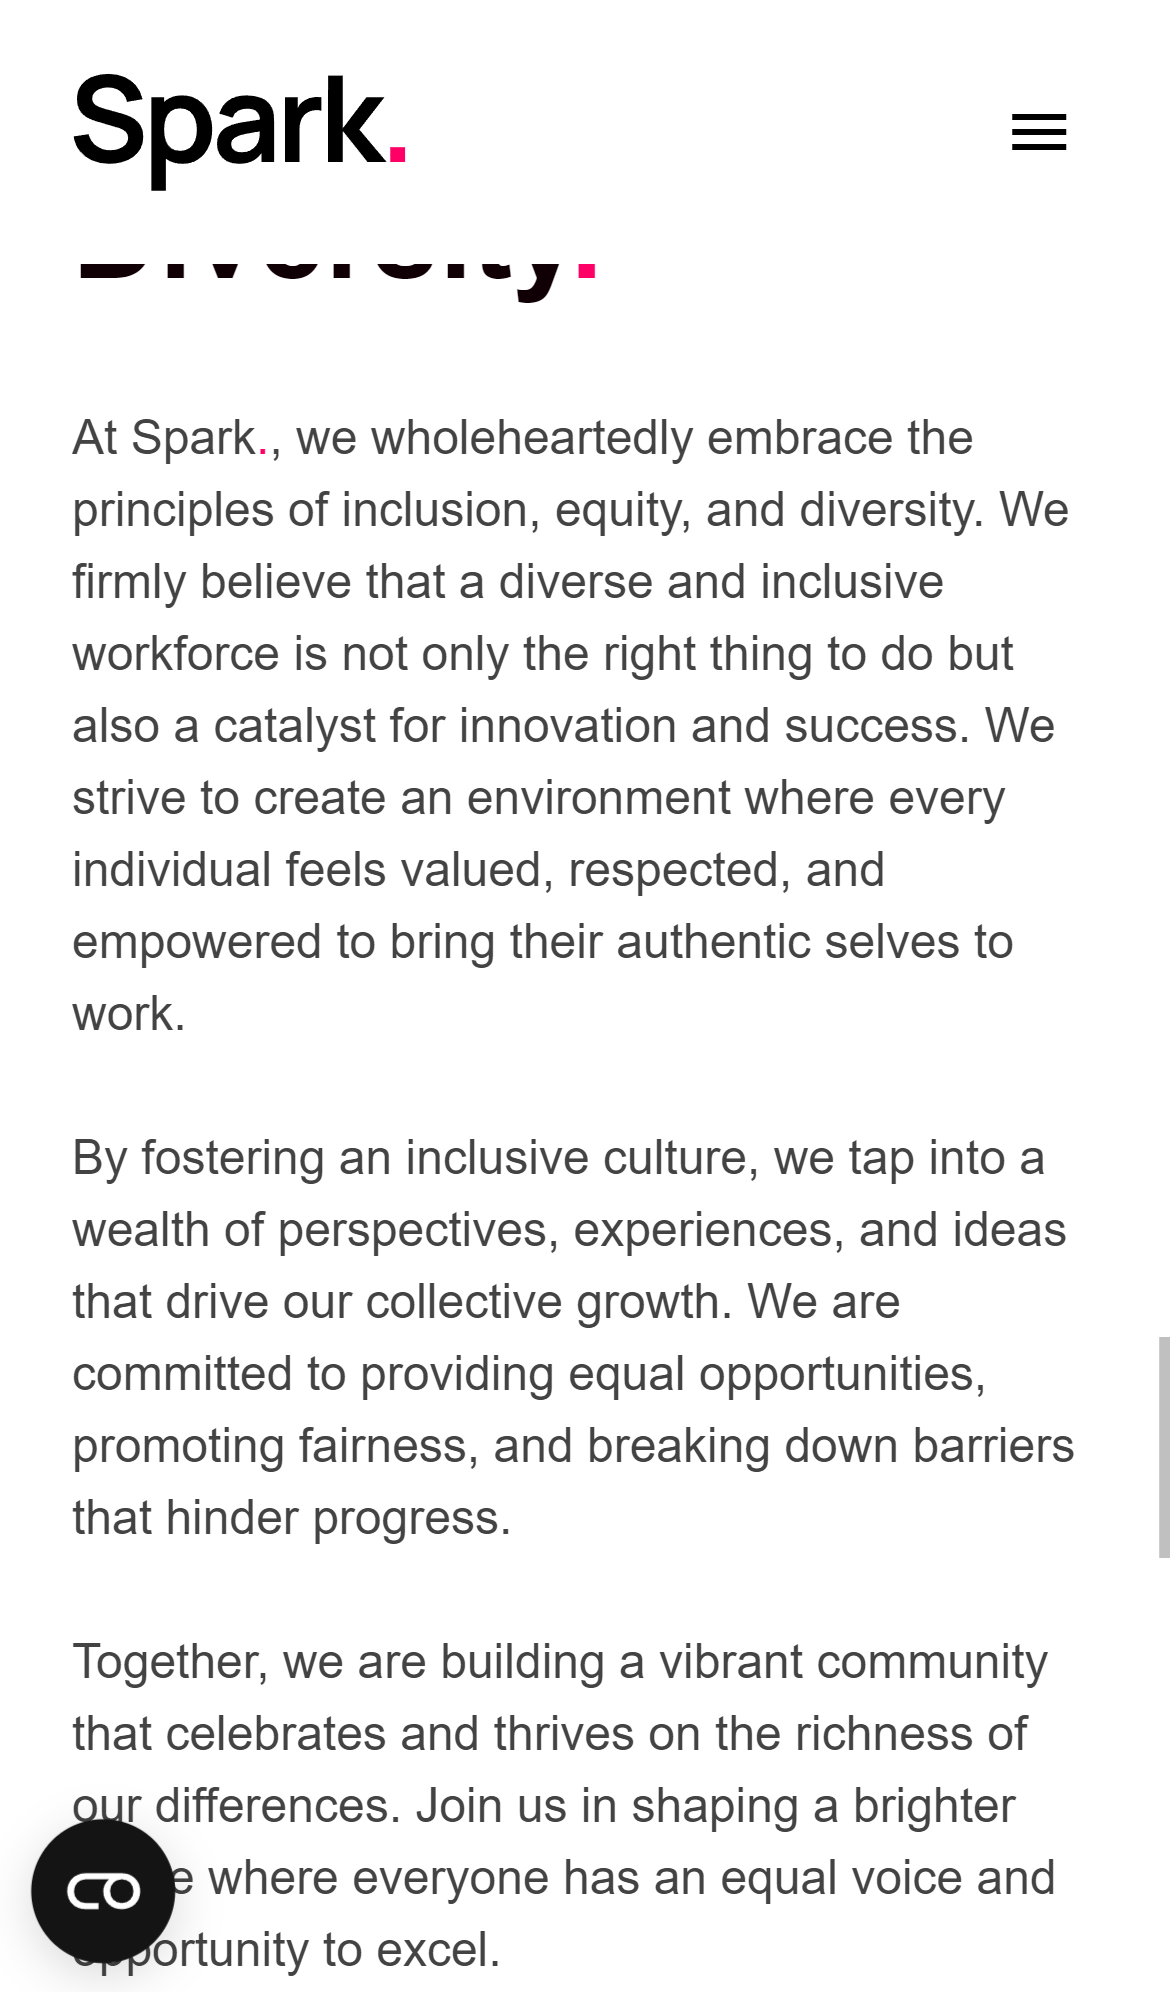 Spark.
Diversity.
At Spark., we wholeheartedly embrace the
principles of inclusion, equity, and diversity. We
firmly believe that a diverse and inclusive
workforce is not only the right thing to do but
also a catalyst for innovation and success. We
strive to create an environment where every
individual feels valued, respected, and
empowered to bring their authentic selves to
work.
By fostering an inclusive culture, we tap into a
wealth of perspectives, experiences, and ideas
that drive our collective growth. We are
committed to providing equal opportunities,
promoting fairness, and breaking down barriers
that hinder progress.
Together, we are building a vibrant community
that celebrates and thrives on the richness of
our differences. Join us in shaping a brighter
where everyone has an equal voice and
opportunity to excel.